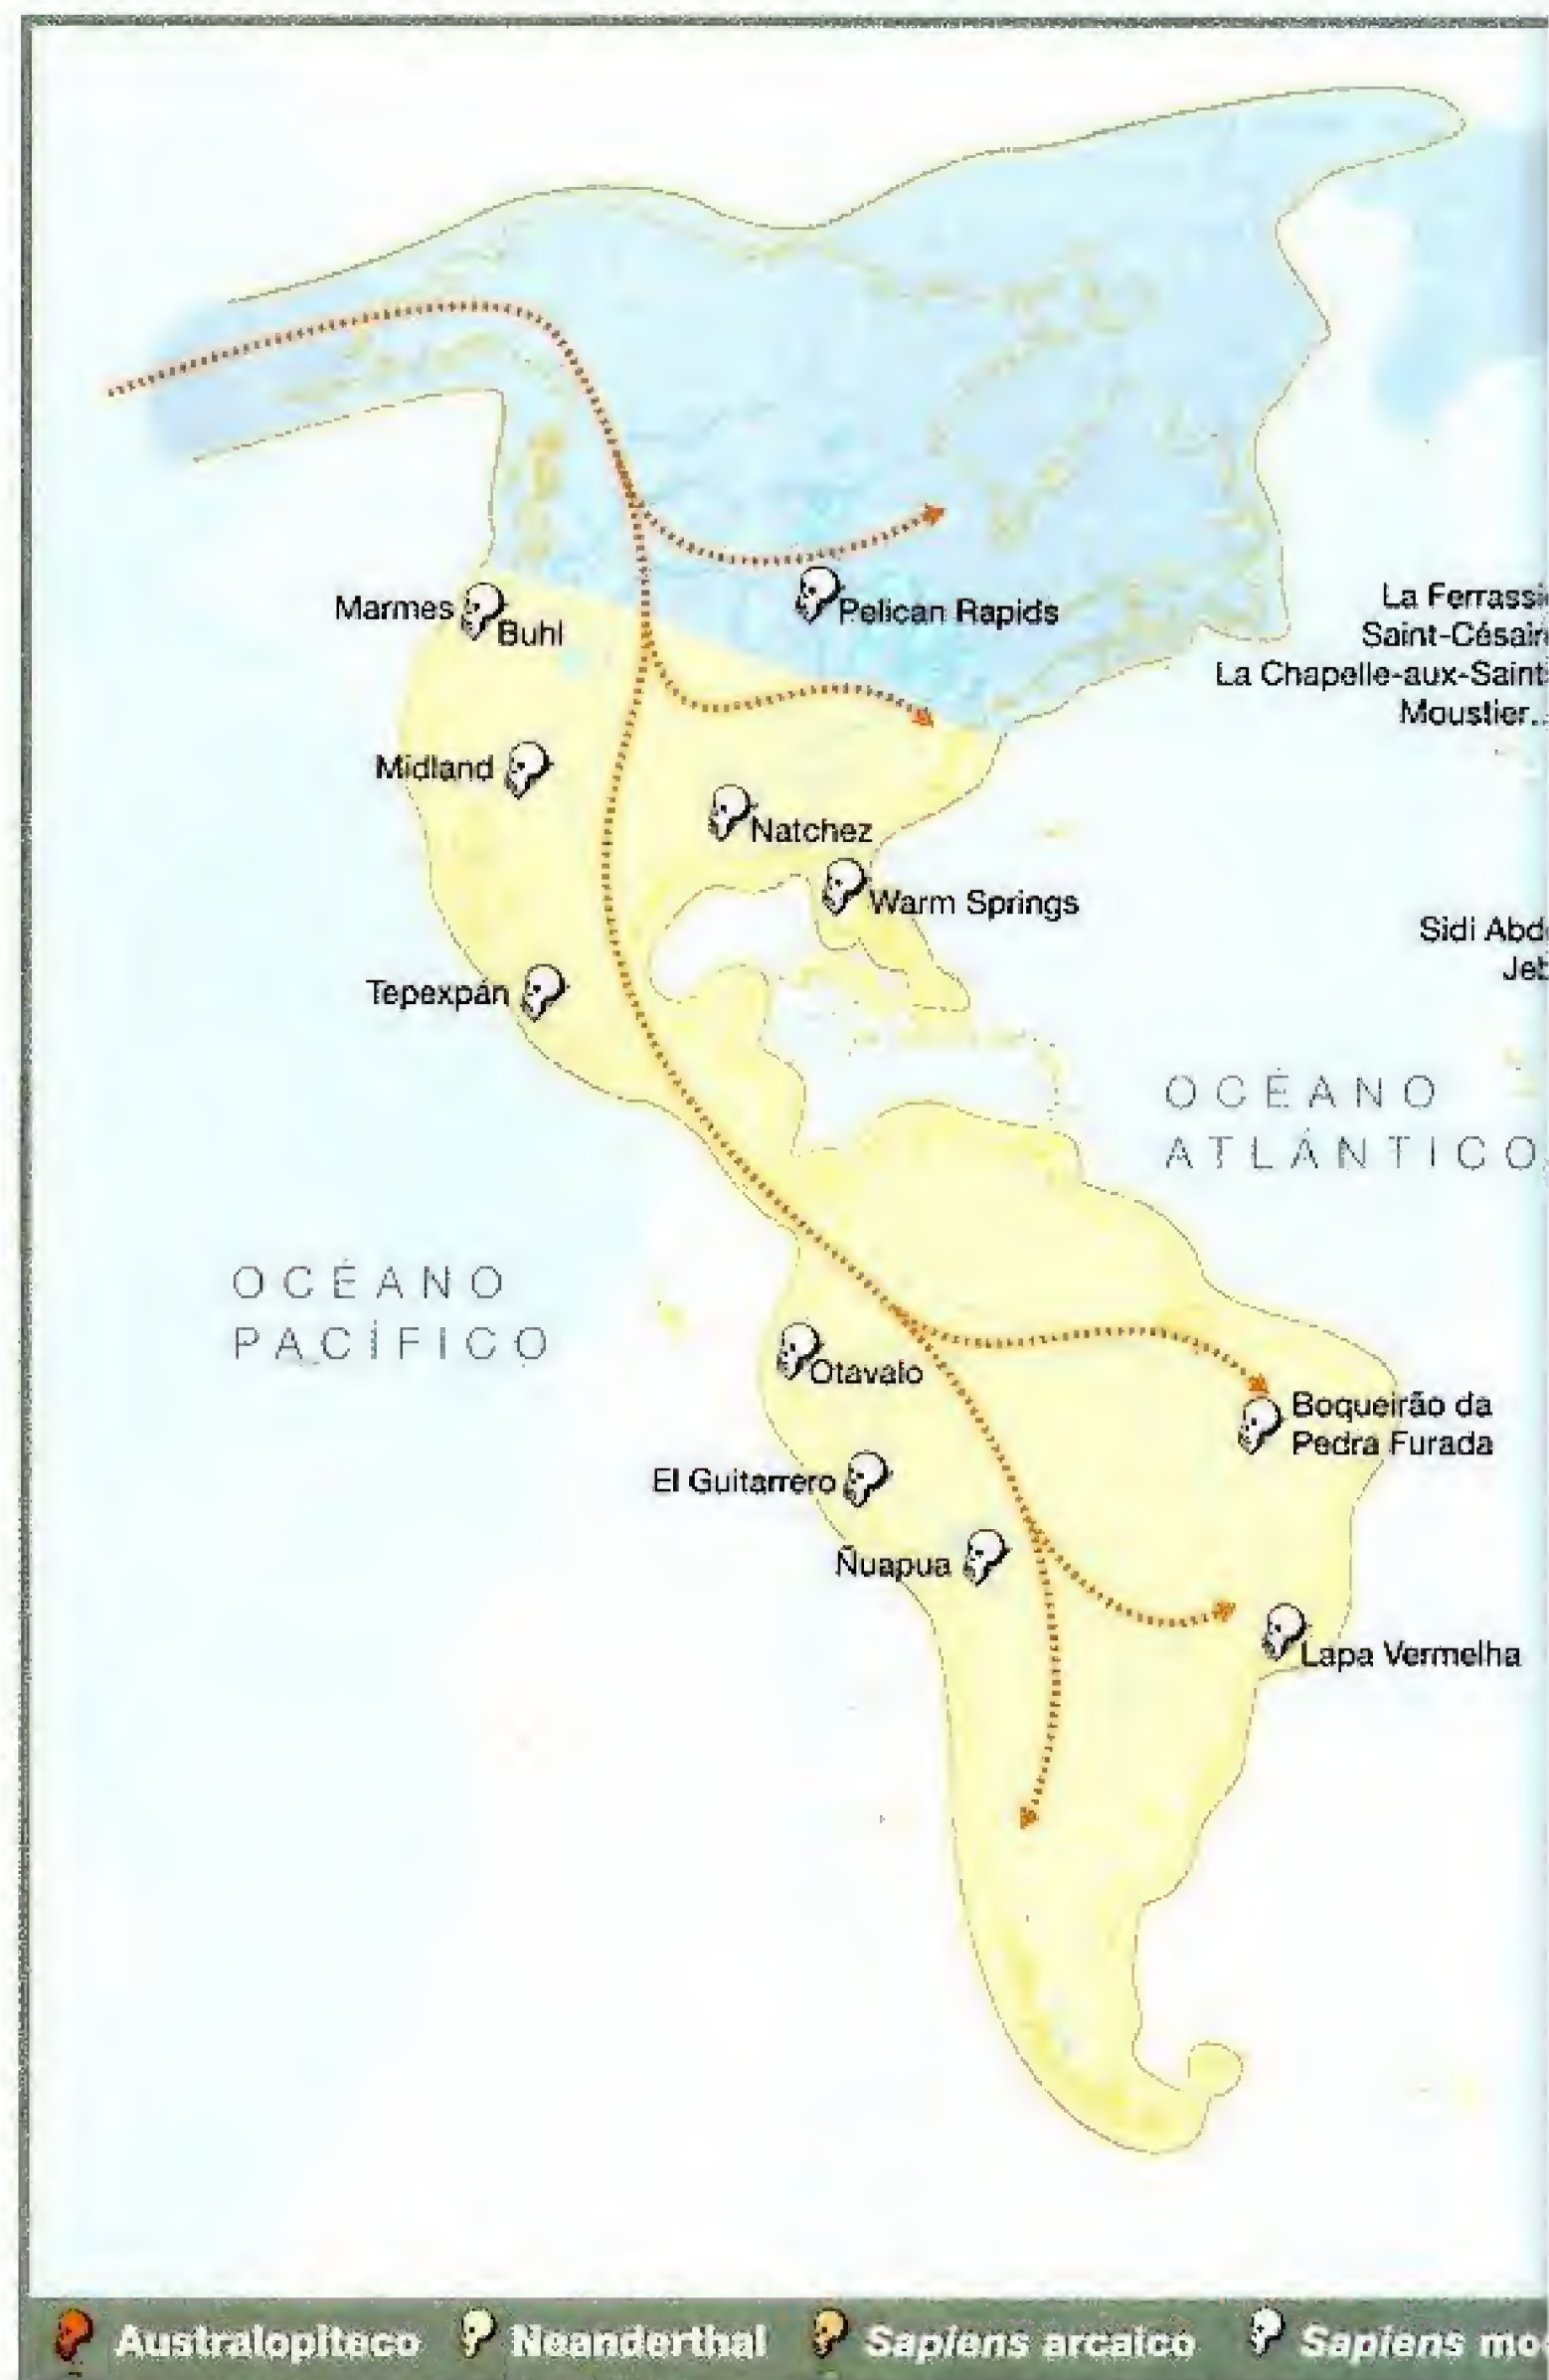 Marmes
Buhl
Pelican Rapids
La Ferrassi
Saint-Césair
La Chapelle-aux-Saint
Moustier..
Midland
Natchez
Warm Springs
Sidi Abd
Jeb
Tepexpán
OCÉANO
ATLÁNTICO
OCÉANO
PACÍFICO
Otavalo
Boqueirão da
Pedra Furada
El Guitarrero
Ñuapua
Lapa Vermelha
Australopiteco Neanderthal Sapiens arcaico Sapiens mo